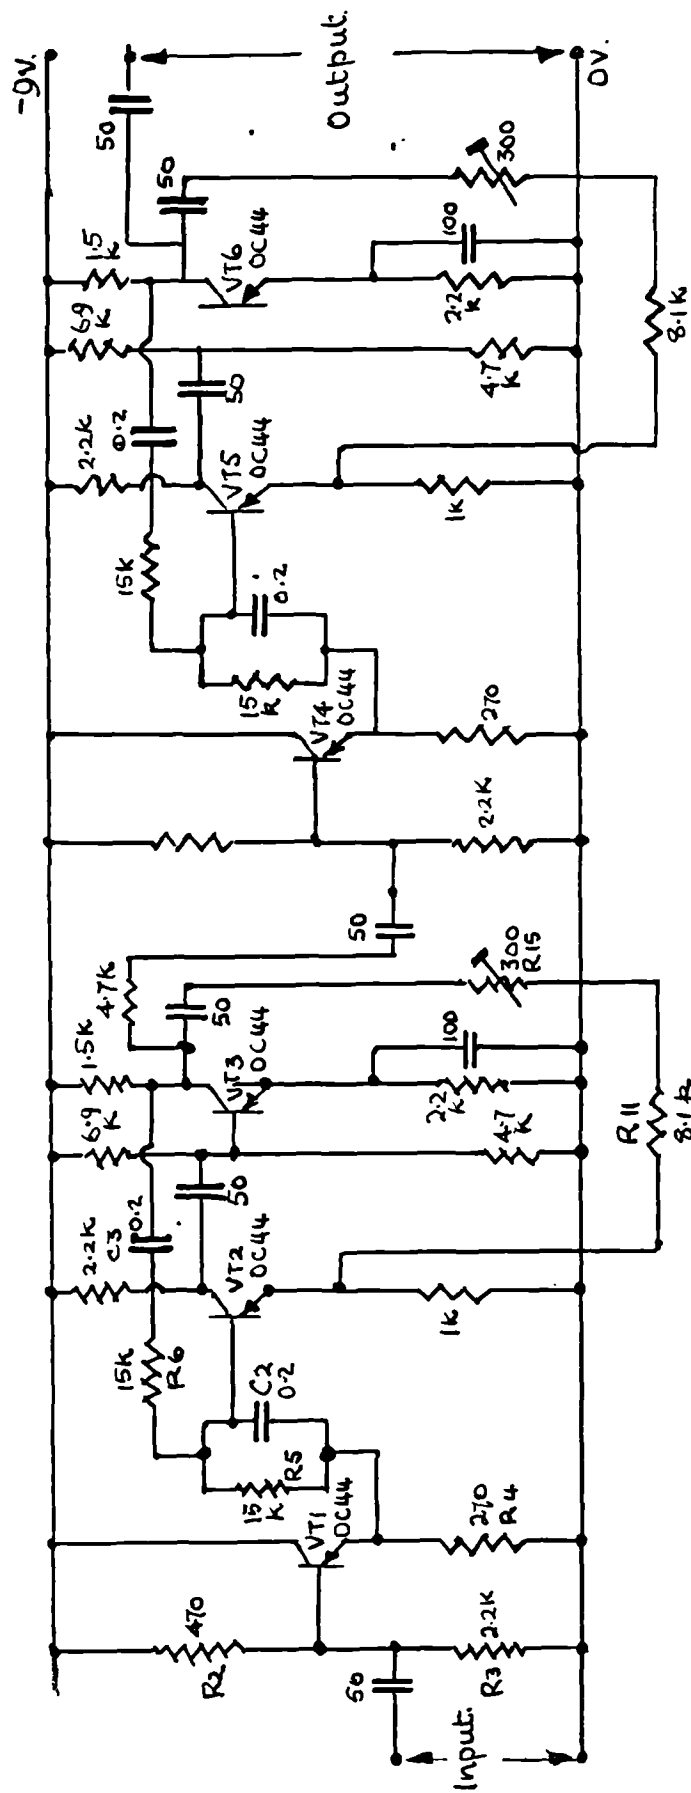 -9V.
Output.
0V.
Input.
50
R2
470
R3
2.2K
VT1
OC44
270
R4
15
K
R5
C2
0.2
15K
R6
2.2K
C3
0.2
VT2
OC44
1K
50
6.9
K
4.7
K
1.5K
VT3
OC44
2.2
K
100
50
4.7K
300
R15
R11
8.1K
50
2.2K
VT4
OC44
270
15
K
0.2
15K
2.2K
0.2
VT5
OC44
1K
50
69
K
4.7
K
1.5
K
VT6
OC44
2.2
K
100
50
50
300
8.1K